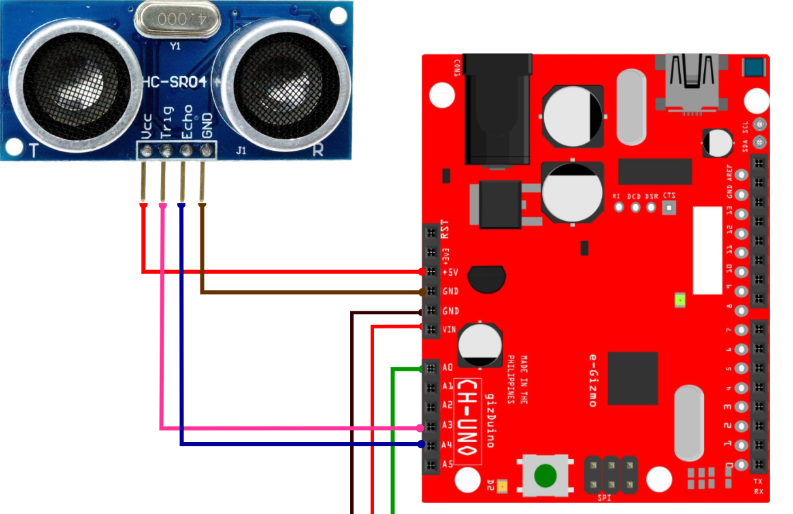 4.000
Y1
HC-SR04
Vcc
Trig
Echo
GND
T
J1
R
CON2
RST
+3v3
+5V
GND
GND
VIN
A0
A1
A2
A3
A4
A5
RI DCD DSR CTS
SCL
SDA
AREF
GND
13
12
11
10
9
8
7
6
5
4
3
2
1
0
TX
RX
MADE IN THE
PHILIPPINES
e-Gizmo
gizDuino
CH-UNO
D2
SPI